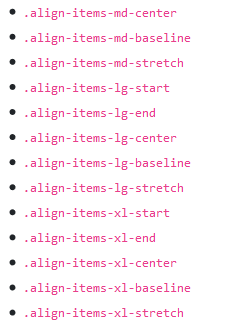 .align-items-md-center
.align-items-md-baseline
.align-items-md-stretch
.align-items-lg-start
.align-items-lg-end
.align-items-lg-center
.align-items-lg-baseline
.align-items-lg-stretch
.align-items-xl-start
.align-items-xl-end
.align-items-xl-center
.align-items-xl-baseline
.align-items-xl-stretch